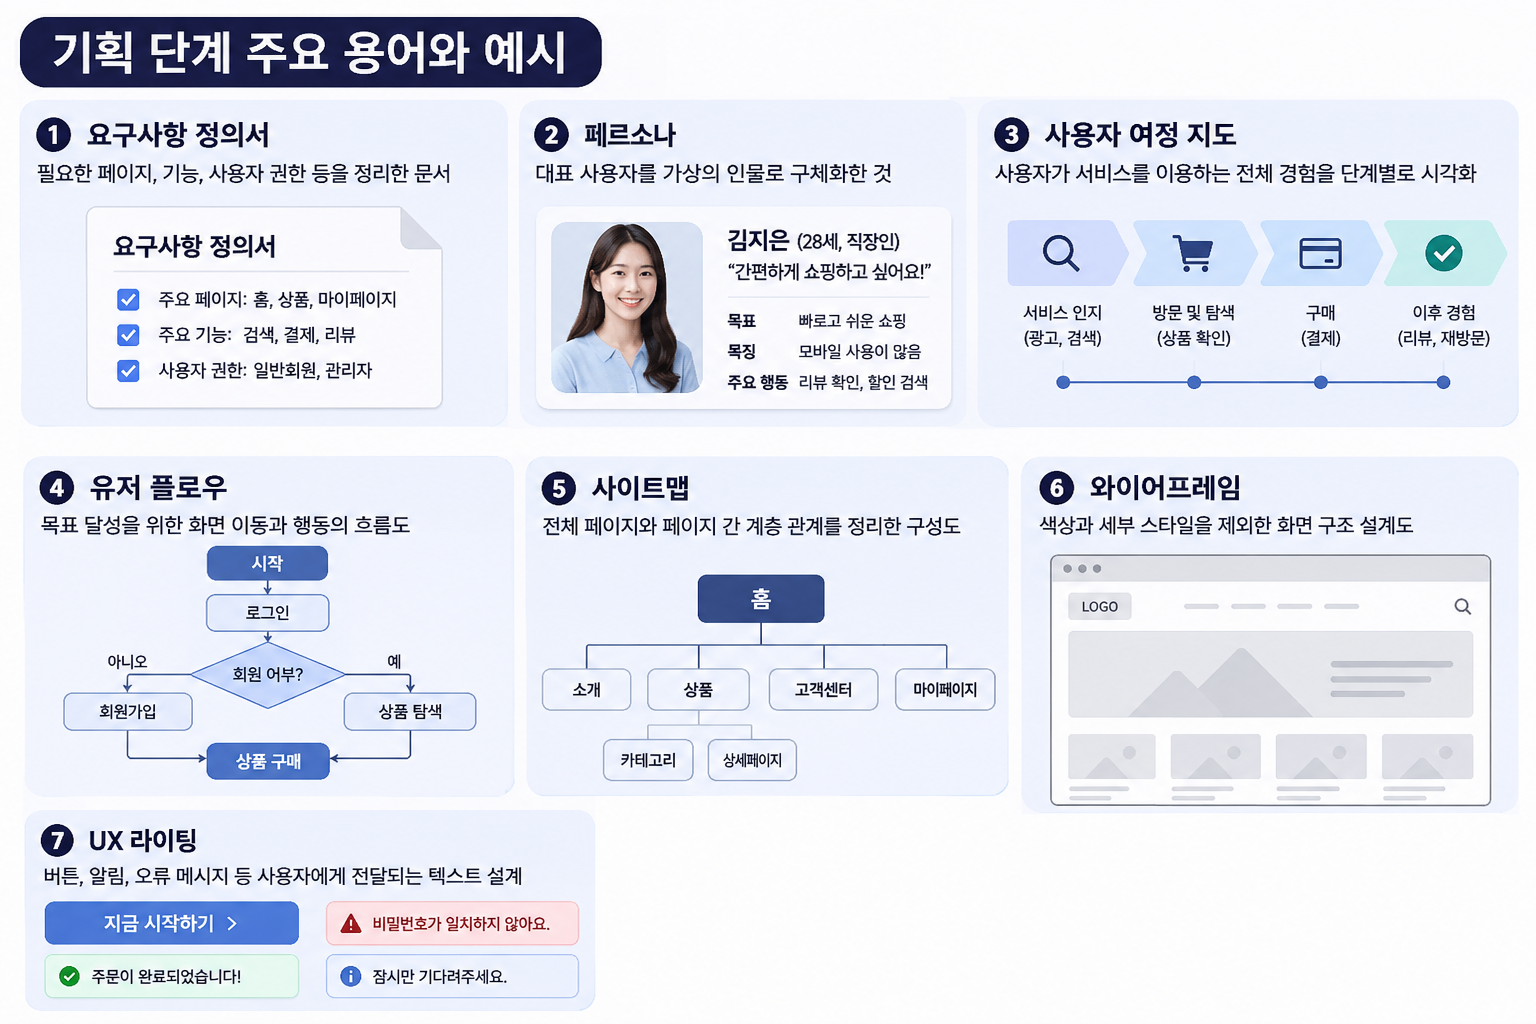 기획 단계 주요 용어와 예시
1 요구사항 정의서
필요한 페이지, 기능, 사용자 권한 등을 정리한 문서
요구사항 정의서
주요 페이지: 홈, 상품, 마이페이지
주요 기능: 검색, 결제, 리뷰
사용자 권한: 일반회원, 관리자
2 페르소나
대표 사용자를 가상의 인물로 구체화한 것
김지은 (28세, 직장인)
“간편하게 쇼핑하고 싶어요!”
목표 빠로고 쉬운 쇼핑
목징 모바일 사용이 많음
주요 행동 리뷰 확인, 할인 검색
3 사용자 여정 지도
사용자가 서비스를 이용하는 전체 경험을 단계별로 시각화
서비스 인지
(광고, 검색)
방문 및 탐색
(상품 확인)
구매
(결제)
이후 경험
(리뷰, 재방문)
4 유저 플로우
목표 달성을 위한 화면 이동과 행동의 흐름도
시작
로그인
회원 어부?
아니오
예
회원가입
상품 탐색
상품 구매
5 사이트맵
전체 페이지와 페이지 간 계층 관계를 정리한 구성도
홈
소개
상품
고객센터
마이페이지
카테고리
상세페이지
6 와이어프레임
색상과 세부 스타일을 제외한 화면 구조 설계도
LOGO
7 UX 라이팅
버튼, 알림, 오류 메시지 등 사용자에게 전달되는 텍스트 설계
지금 시작하기 >
비밀번호가 일치하지 않아요.
주문이 완료되었습니다!
잠시만 기다려주세요.